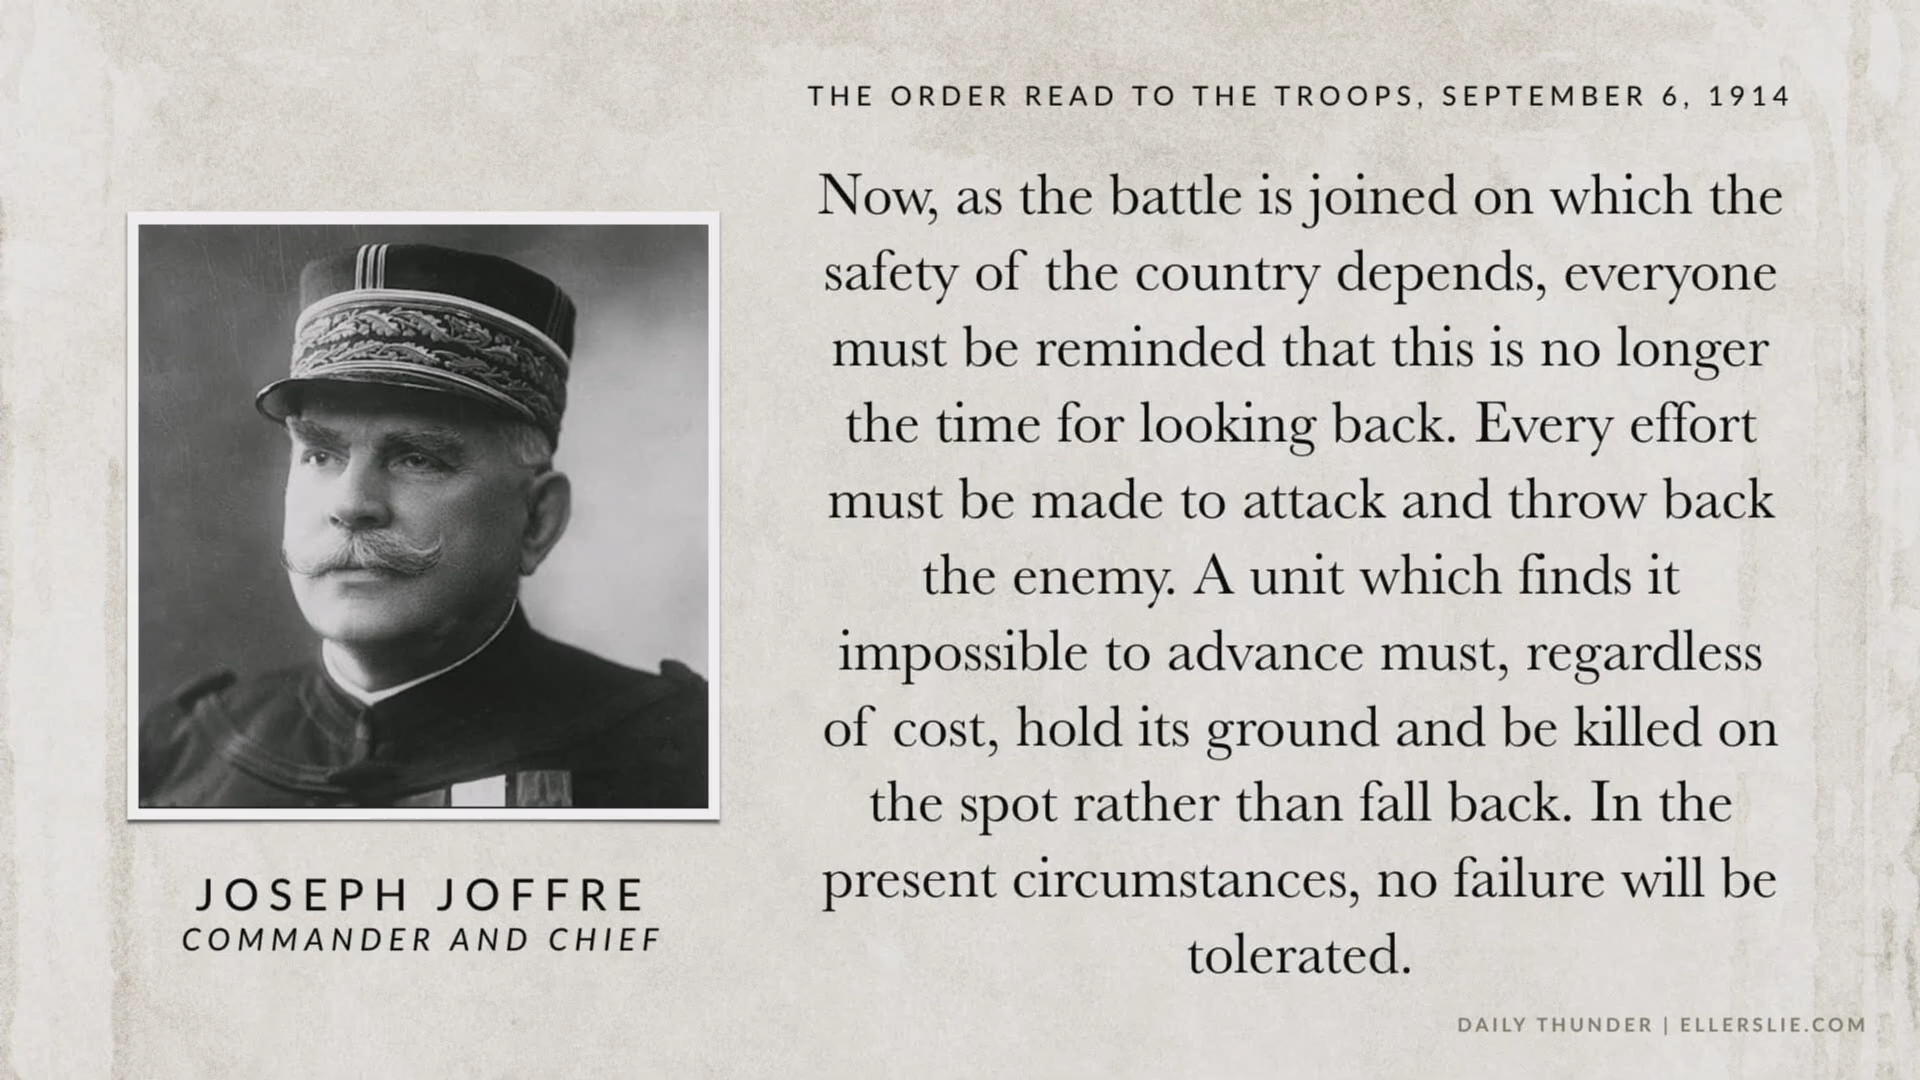 THE ORDER READ TO THE TROOPS, SEPTEMBER 6, 1914
Now, as the battle is joined on which the
safety of the country depends, everyone
must be reminded that this is no longer
the time for looking back. Every effort
must be made to attack and throw back
the enemy. A unit which finds it
impossible to advance must, regardless
of cost, hold its ground and be killed on
the spot rather than fall back. In the
present circumstances, no failure will be
tolerated.
JOSEPH JOFFRE
COMMANDER AND CHIEF
DAILY THUNDER | ELLERSLIE.COM